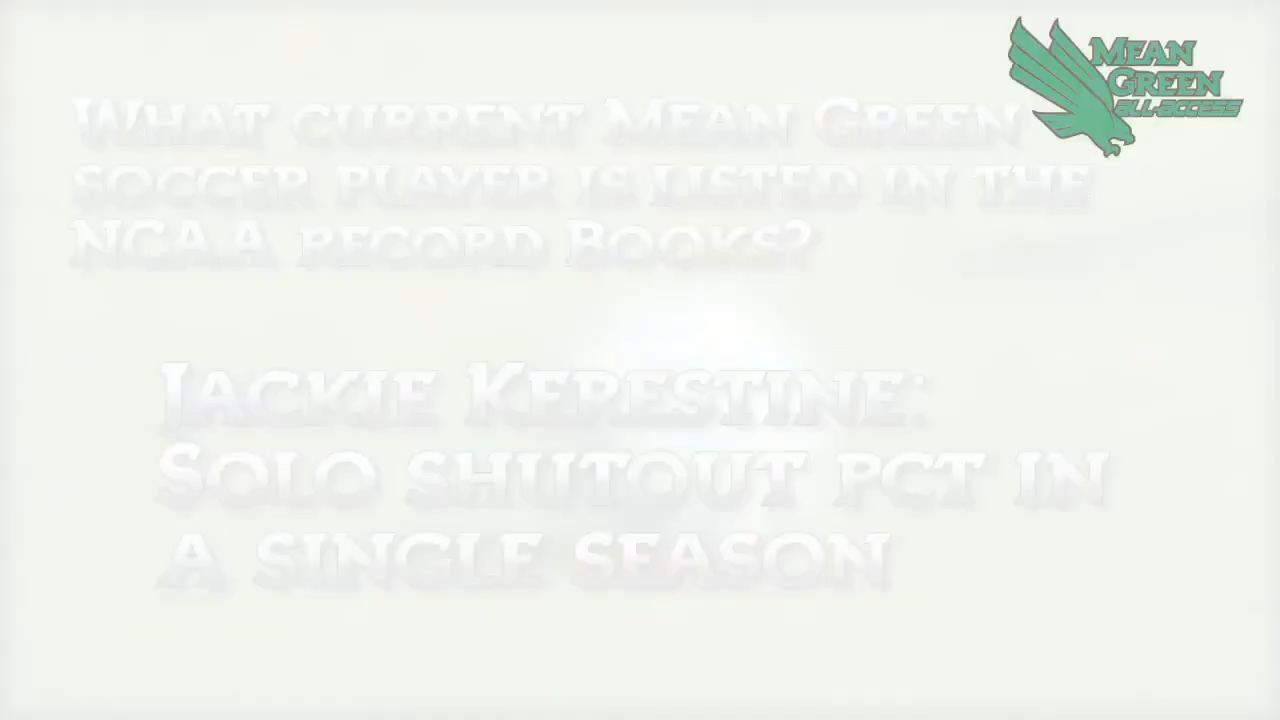 Mean
Green
All-Access
What current Mean Green
soccer player is listed in the
NCAA record Books?
Jackie Kerestine:
Solo shutout pct in
a single season